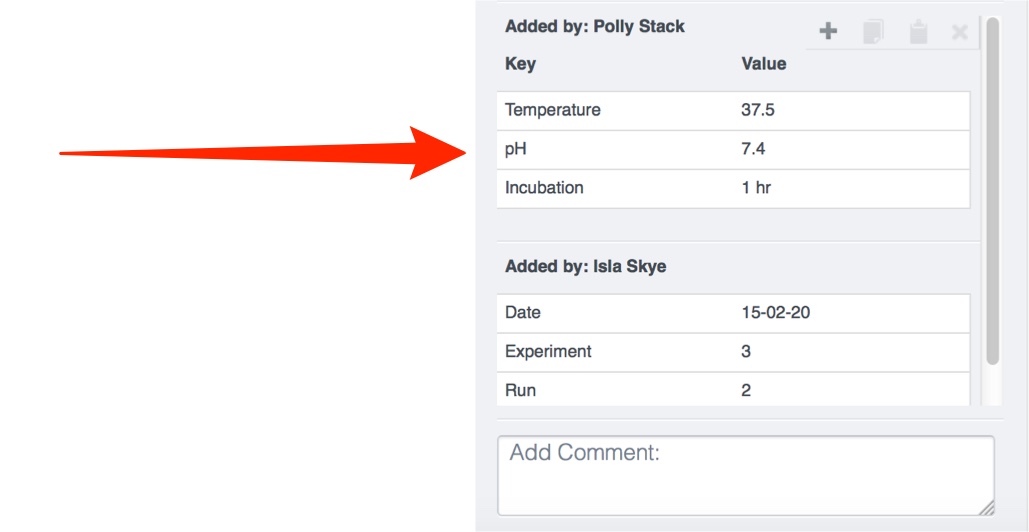 Added by: Polly Stack
Key Value
Temperature 37.5
pH 7.4
Incubation 1 hr
Added by: Isla Skye
Date 15-02-20
Experiment 3
Run 2
Add Comment: